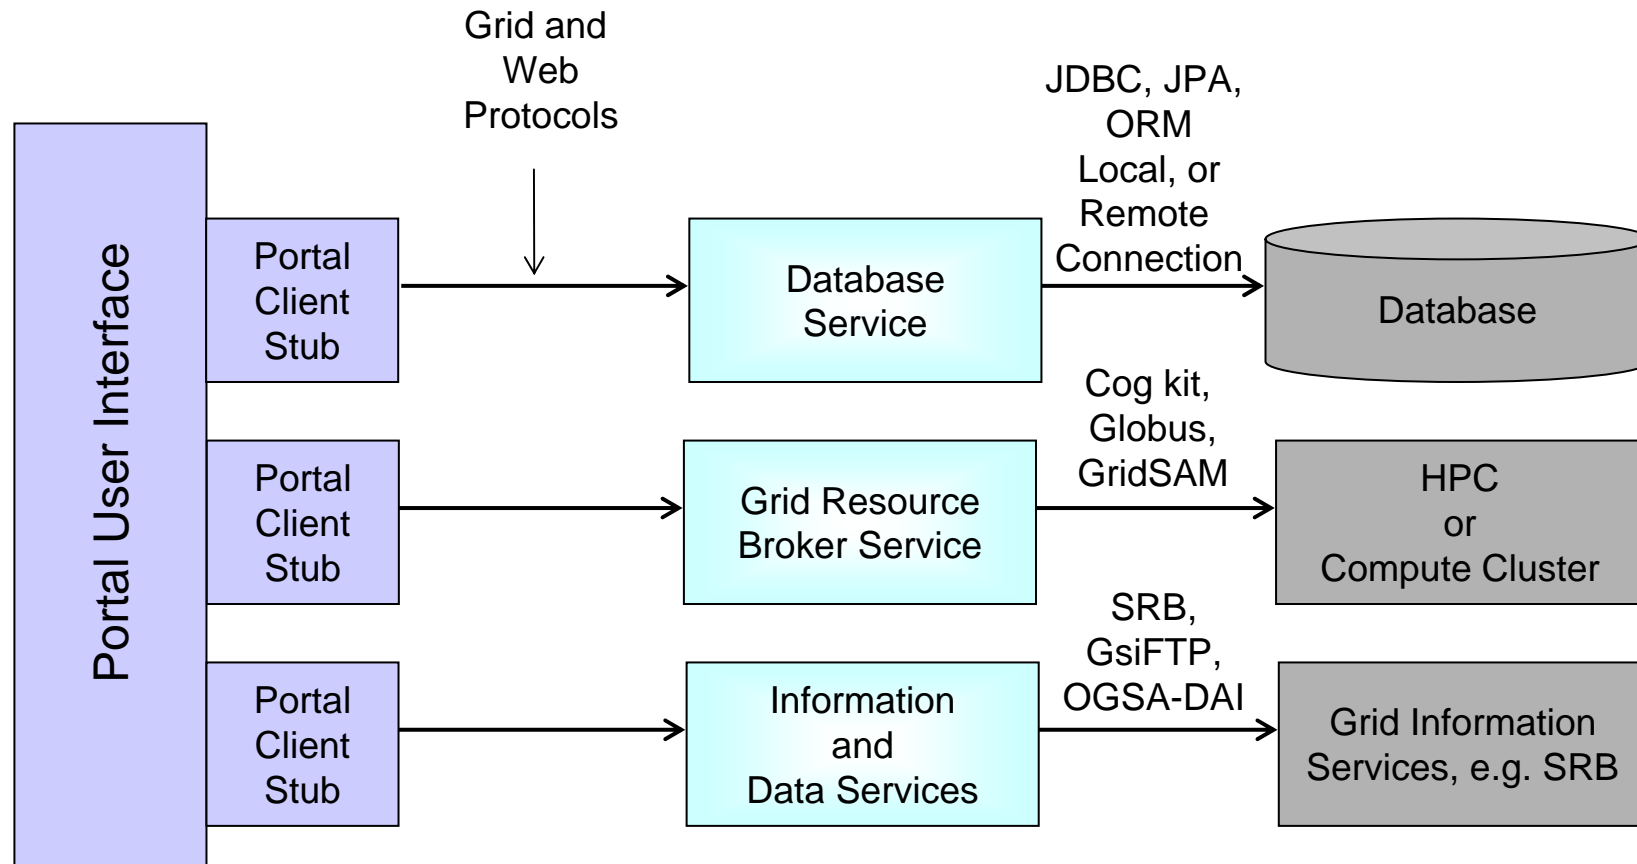 Grid and
Web
Protocols
JDBC, JPA,
ORM
Local, or
Remote
Connection
Portal User Interface
Portal
Client
Stub
Database
Service
Database
Cog kit,
Globus,
GridSAM
Portal
Client
Stub
Grid Resource
Broker Service
HPC
or
Compute Cluster
SRB,
GsiFTP,
OGSA-DAI
Portal
Client
Stub
Information
and
Data Services
Grid Information
Services, e.g. SRB